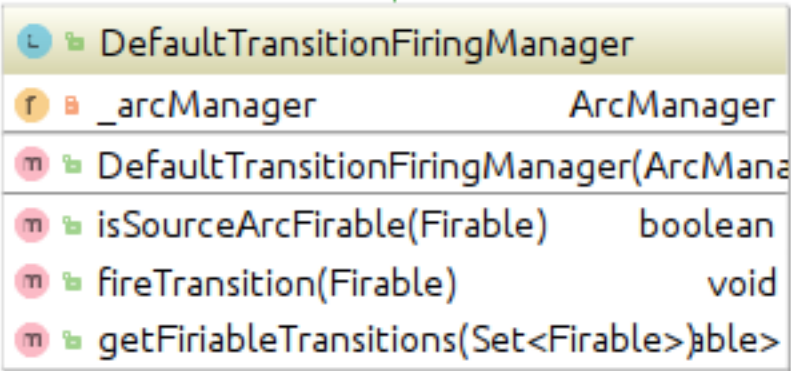 DefaultTransitionFiringManager
_arcManager ArcManager
DefaultTransitionFiringManager(ArcMana
isSourceArcFirable(Firable) boolean
fireTransition(Firable) void
getFiriableTransitions(Set<Firable>) able>